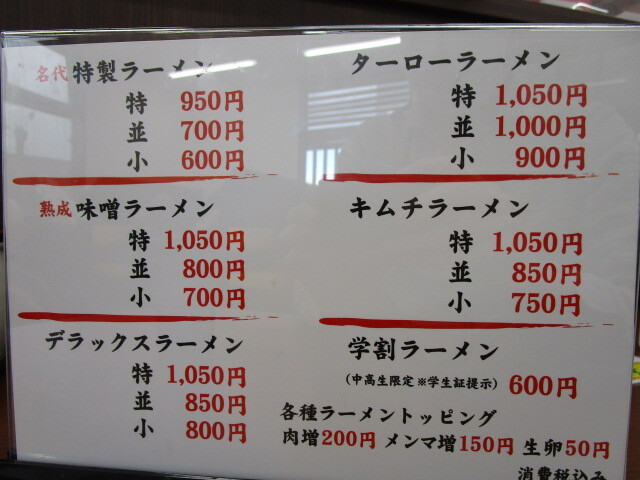 名代 特製ラーメン
特 950円
並 700円
小 600円
熟成 味噌ラーメン
特 1,050円
並 800円
小 700円
デラックスラーメン
特 1,050円
並 850円
小 800円
ターローラーメン
特 1,050円
並 1,000円
小 900円
キムチラーメン
特 1,050円
並 850円
小 750円
学割ラーメン
(中高生限定 ※学生証提示) 600円
各種ラーメントッピング
肉増200円 メンマ増150円 生卵50円
消費税込み